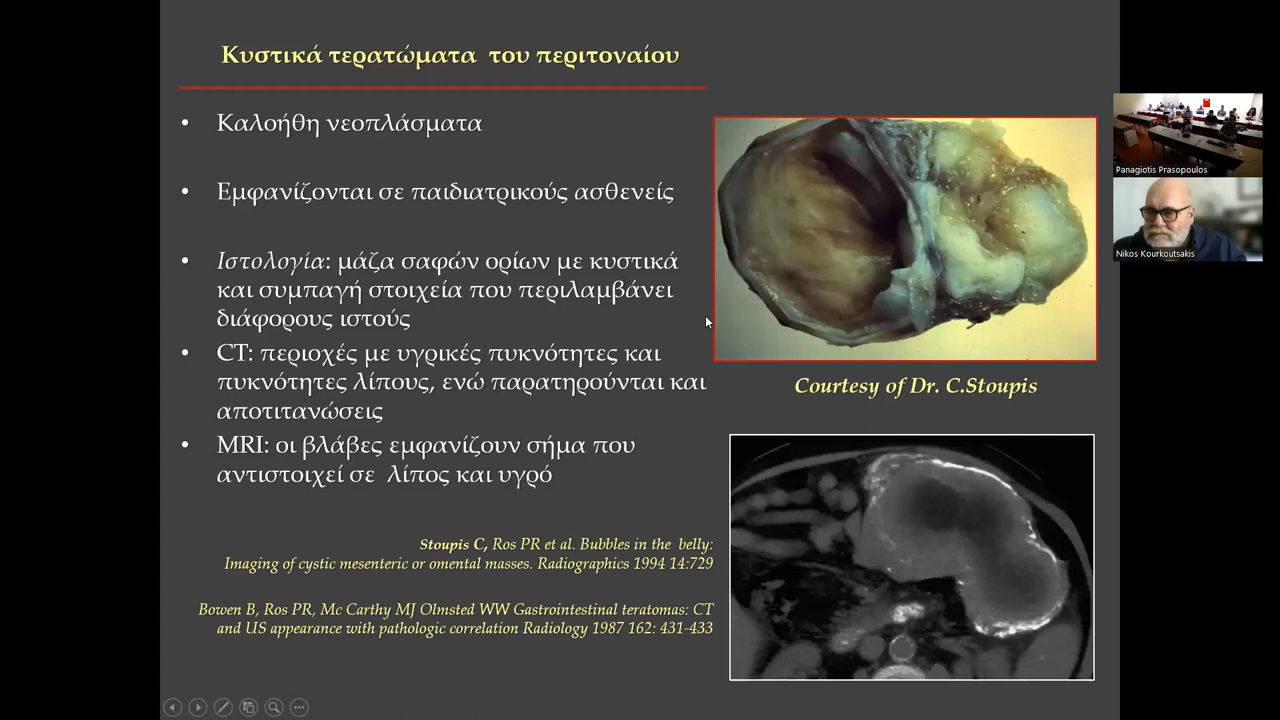 Κυστικά τερατώματα του περιτοναίου
• Καλοήθη νεοπλάσματα
• Εμφανίζονται σε παιδιατρικούς ασθενείς
• Ιστολογία: μάζα σαφών ορίων με κυστικά
και συμπαγή στοιχεία που περιλαμβάνει
διάφορους ιστούς
• CT: περιοχές με υγρικές πυκνότητες και
πυκνότητες λίπους, ενώ παρατηρούνται και
αποτιτανώσεις
• MRI: οι βλάβες εμφανίζουν σήμα που
αντιστοιχεί σε λίπος και υγρό
Stoupis C, Ros PR et al. Bubbles in the belly:
Imaging of cystic mesenteric or omental masses. Radiographics 1994 14:729
Bowen B, Ros PR, Mc Carthy MJ Olmsted WW Gastrointestinal teratomas: CT
and US appearance with pathologic correlation Radiology 1987 162: 431-433
Courtesy of Dr. C.Stoupis
Panagiotis Prasopoulos
Nikos Kourkoutsakis